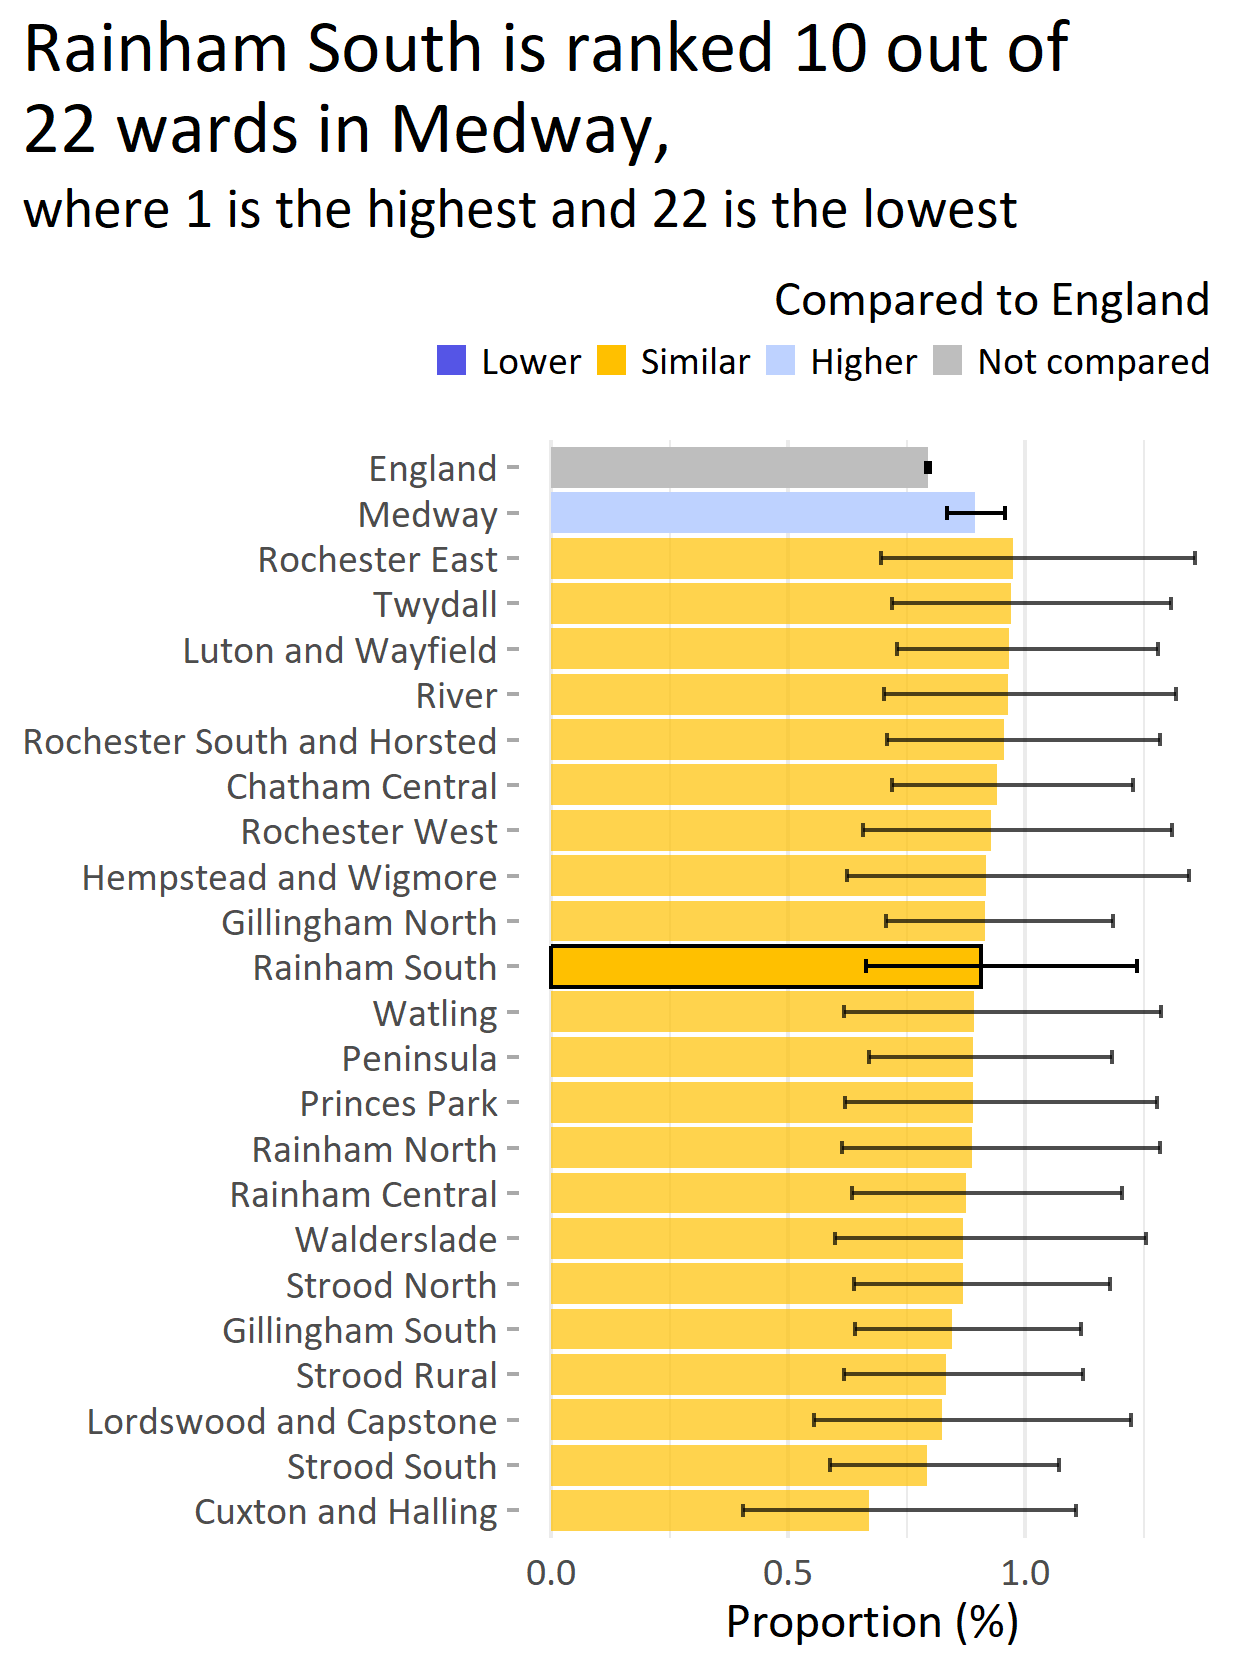 Rainham South is ranked 10 out of
22 wards in Medway,
where 1 is the highest and 22 is the lowest
Compared to England
Lower Similar Higher Not compared
England
Medway
Rochester East
Twydall
Luton and Wayfield
River
Rochester South and Horsted
Chatham Central
Rochester West
Hempstead and Wigmore
Gillingham North
Rainham South
Watling
Peninsula
Princes Park
Rainham North
Rainham Central
Walderslade
Strood North
Gillingham South
Strood Rural
Lordswood and Capstone
Strood South
Cuxton and Halling
0.0 0.5 1.0
Proportion (%)